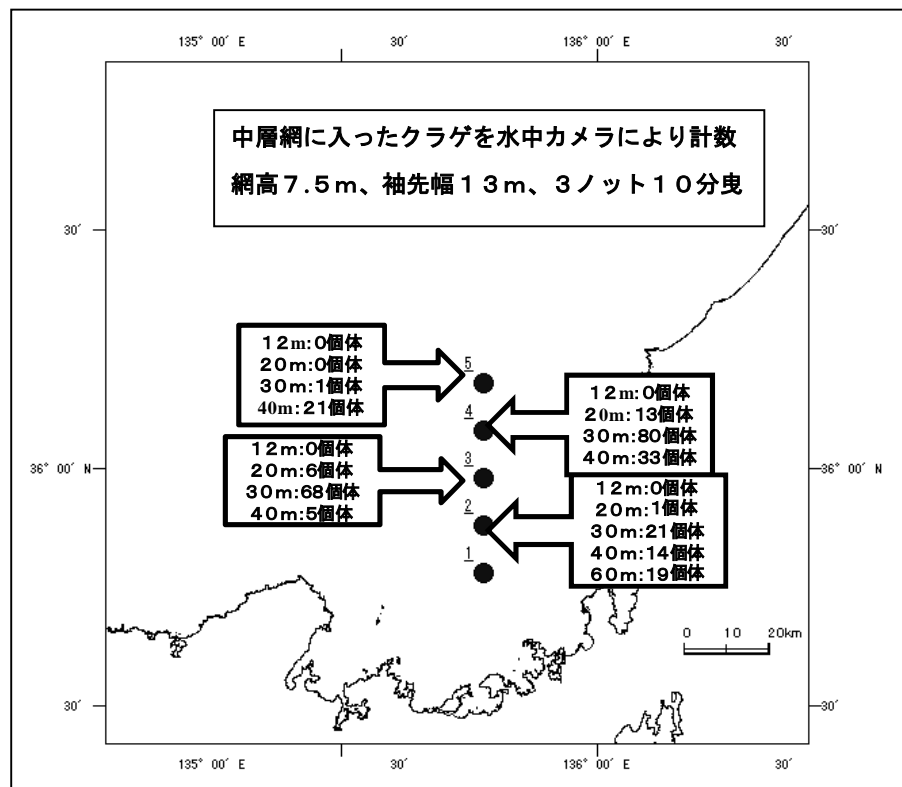 135° 00′ E
30′
136° 00′ E
30′
中層網に入ったクラゲを水中カメラにより計数
網高7.5m、袖先幅13m、3ノット10分曳
30′
30′
12m:0個体
20m:0個体
30m:1個体
40m:21個体
5
12m:0個体
20m:13個体
30m:80個体
40m:33個体
4
12m:0個体
20m:6個体
30m:68個体
40m:5個体
3
36° 00′ N
36° 00′ N
12m:0個体
20m:1個体
30m:21個体
40m:14個体
60m:19個体
2
1
0 10 20km
30′
30′
135° 00′ E
30′
136° 00′ E
30′